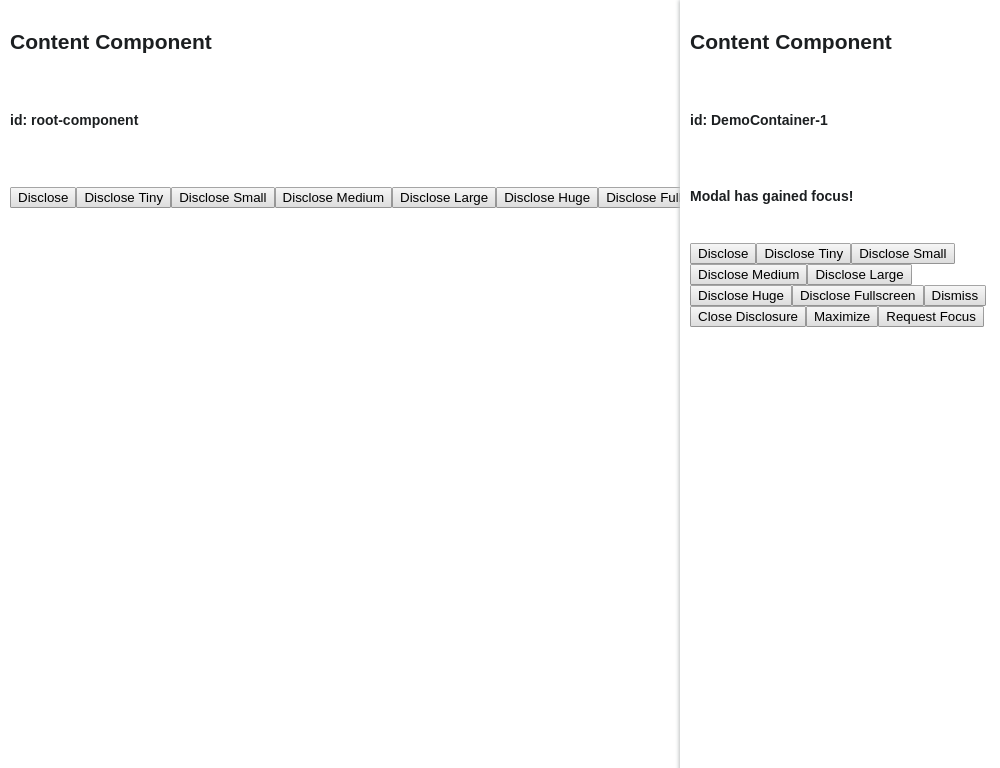 Content Component
id: root-component
Disclose Disclose Tiny Disclose Small Disclose Medium Disclose Large Disclose Huge Disclose Full
Content Component
id: DemoContainer-1
Modal has gained focus!
Disclose Disclose Tiny Disclose Small
Disclose Medium Disclose Large
Disclose Huge Disclose Fullscreen Dismiss
Close Disclosure Maximize Request Focus